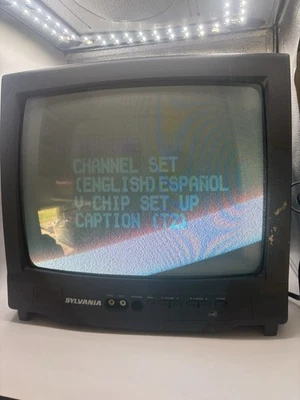 CHANNEL SET
(ENGLISH) ESPAÑOL
V-CHIP SET UP
CAPTION (T2)
SYLVANIA